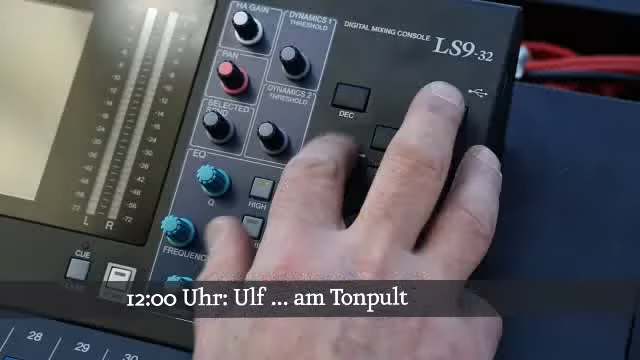 HA GAIN
DYNAMICS 1
THRESHOLD
DIGITAL MIXING CONSOLE LS9-32
PAN
DYNAMICS 2
THRESHOLD
DEC
SELECTED
EQ
Q
HIGH
L R
FREQUENC
CUE
12:00 Uhr: Ulf ... am Tonpult
28 29 30